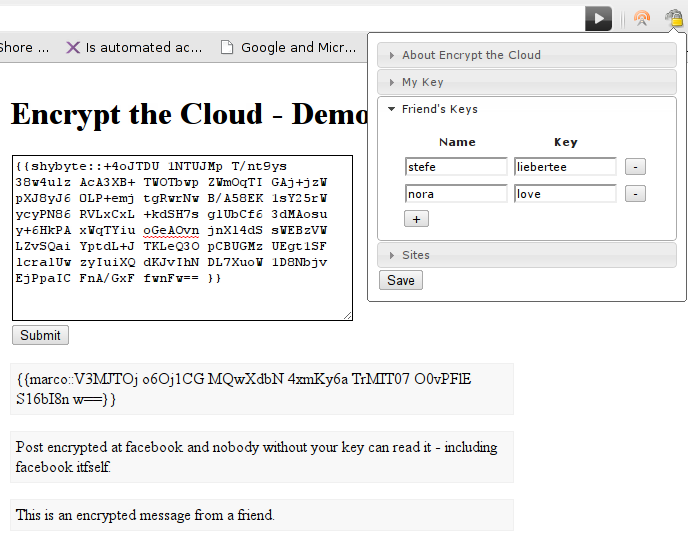 Shore ...
Is automated ac...
Google and Micr...
About Encrypt the Cloud
My Key
Friend's Keys
Name Key
stefe liebertee -
nora love -
+
Sites
Save
Encrypt the Cloud - Demo
{{shybyte::+4oJTDU 1NTUJMp T/nt9ys
38w4ulz AcA3XB+ TWOTbwp ZWmOqTI GAj+jzW
pXJ8yJ6 OLP+emj tgRwrNw B/A58EK 1sY25rW
ycyPN86 RVLxCxL +kdSH7s glUbCf6 3dMAosu
y+6HkPA xWqTYiu oGeAOvn jnXl4dS sWEBzVW
LZvSQai YptdL+J TKLeQ3O pCBUGMz UEgt1SF
lcralUw zyIuiXQ dKJvIhN DL7XuoW 1D8Nbjv
EjPpaIC FnA/GxF fwnFw== }}
Submit
{{marco::V3MJTOj o6Oj1CG MQwXdbN 4xmKy6a TrMIT07 O0vPFlE
S16bI8n w==}}
Post encrypted at facebook and nobody without your key can read it - including
facebook itfself.
This is an encrypted message from a friend.